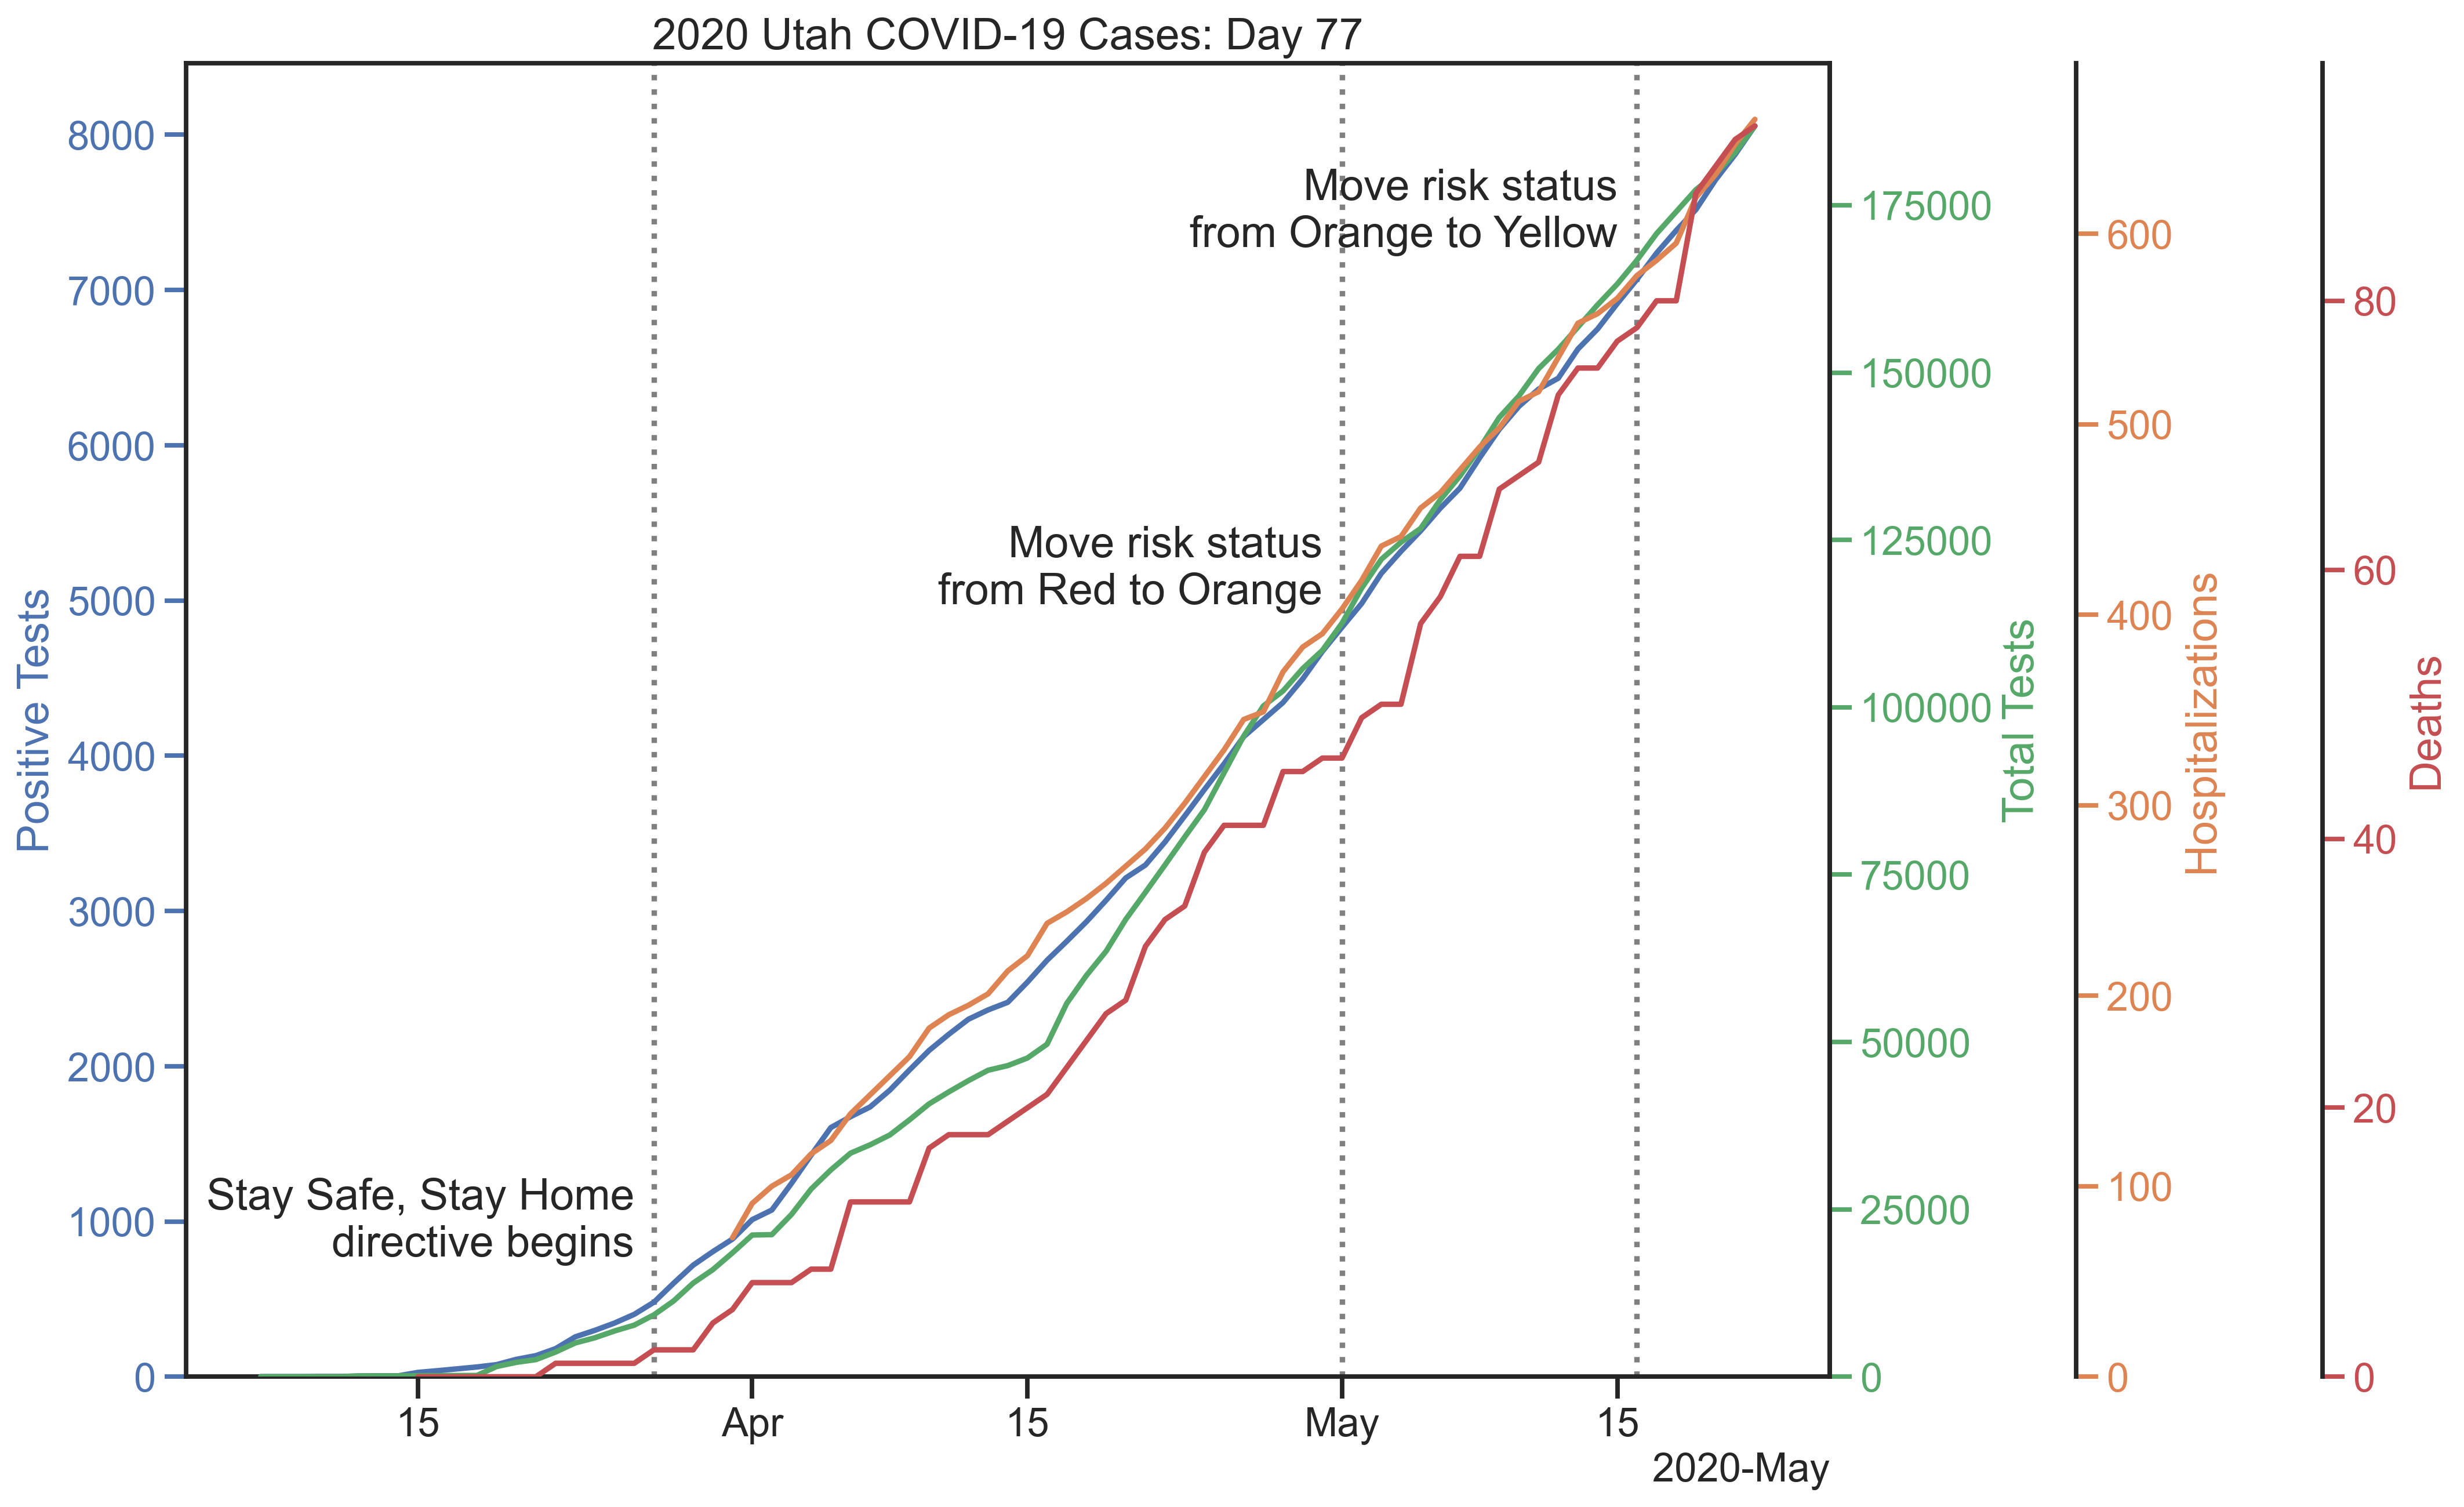 2020 Utah COVID-19 Cases: Day 77
Positive Tests
8000
7000
6000
5000
4000
3000
2000
1000
0
Move risk status
from Orange to Yellow
Move risk status
from Red to Orange
Stay Safe, Stay Home
directive begins
175000
150000
125000
100000
75000
50000
25000
0
Total Tests
600
500
400
300
200
100
0
Hospitalizations
80
60
40
20
0
Deaths
15
Apr
15
May
15
2020-May